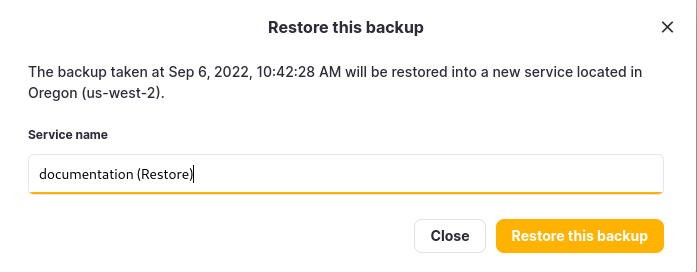 Restore this backup
The backup taken at Sep 6, 2022, 10:42:28 AM will be restored into a new service located in
Oregon (us-west-2).
Service name
documentation (Restore)
Close
Restore this backup